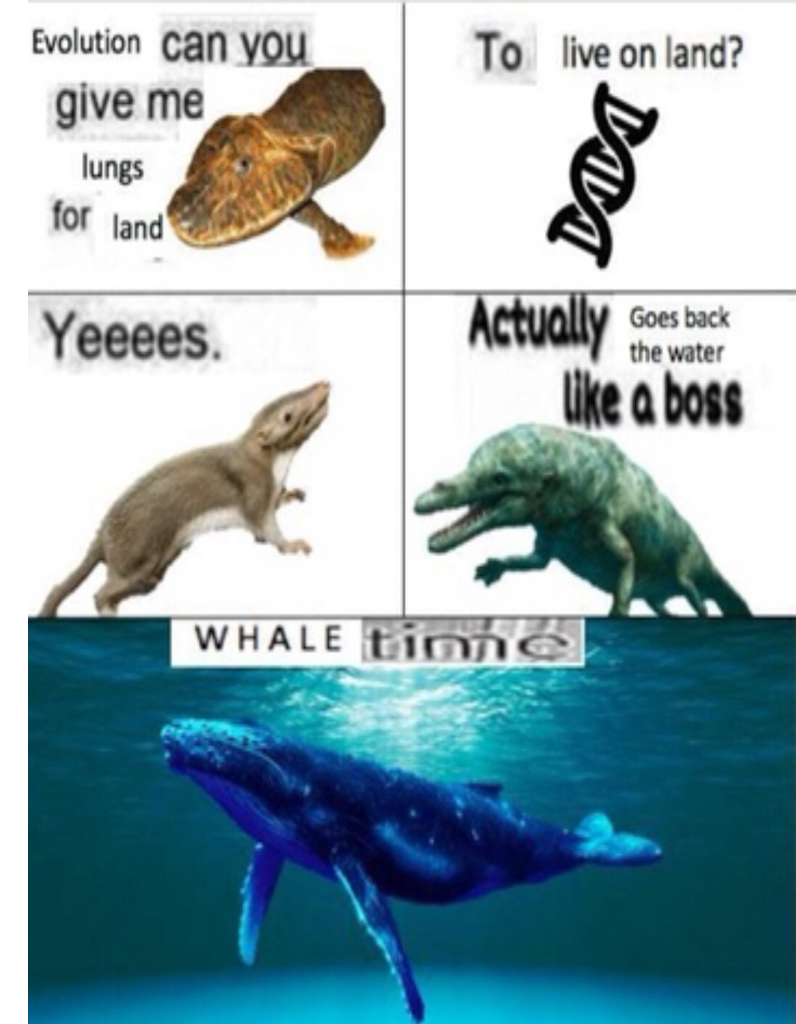 Evolution can you
give me
lungs
for land
To live on land?
Yeeees.
Actually Goes back
the water
like a boss
WHALE time